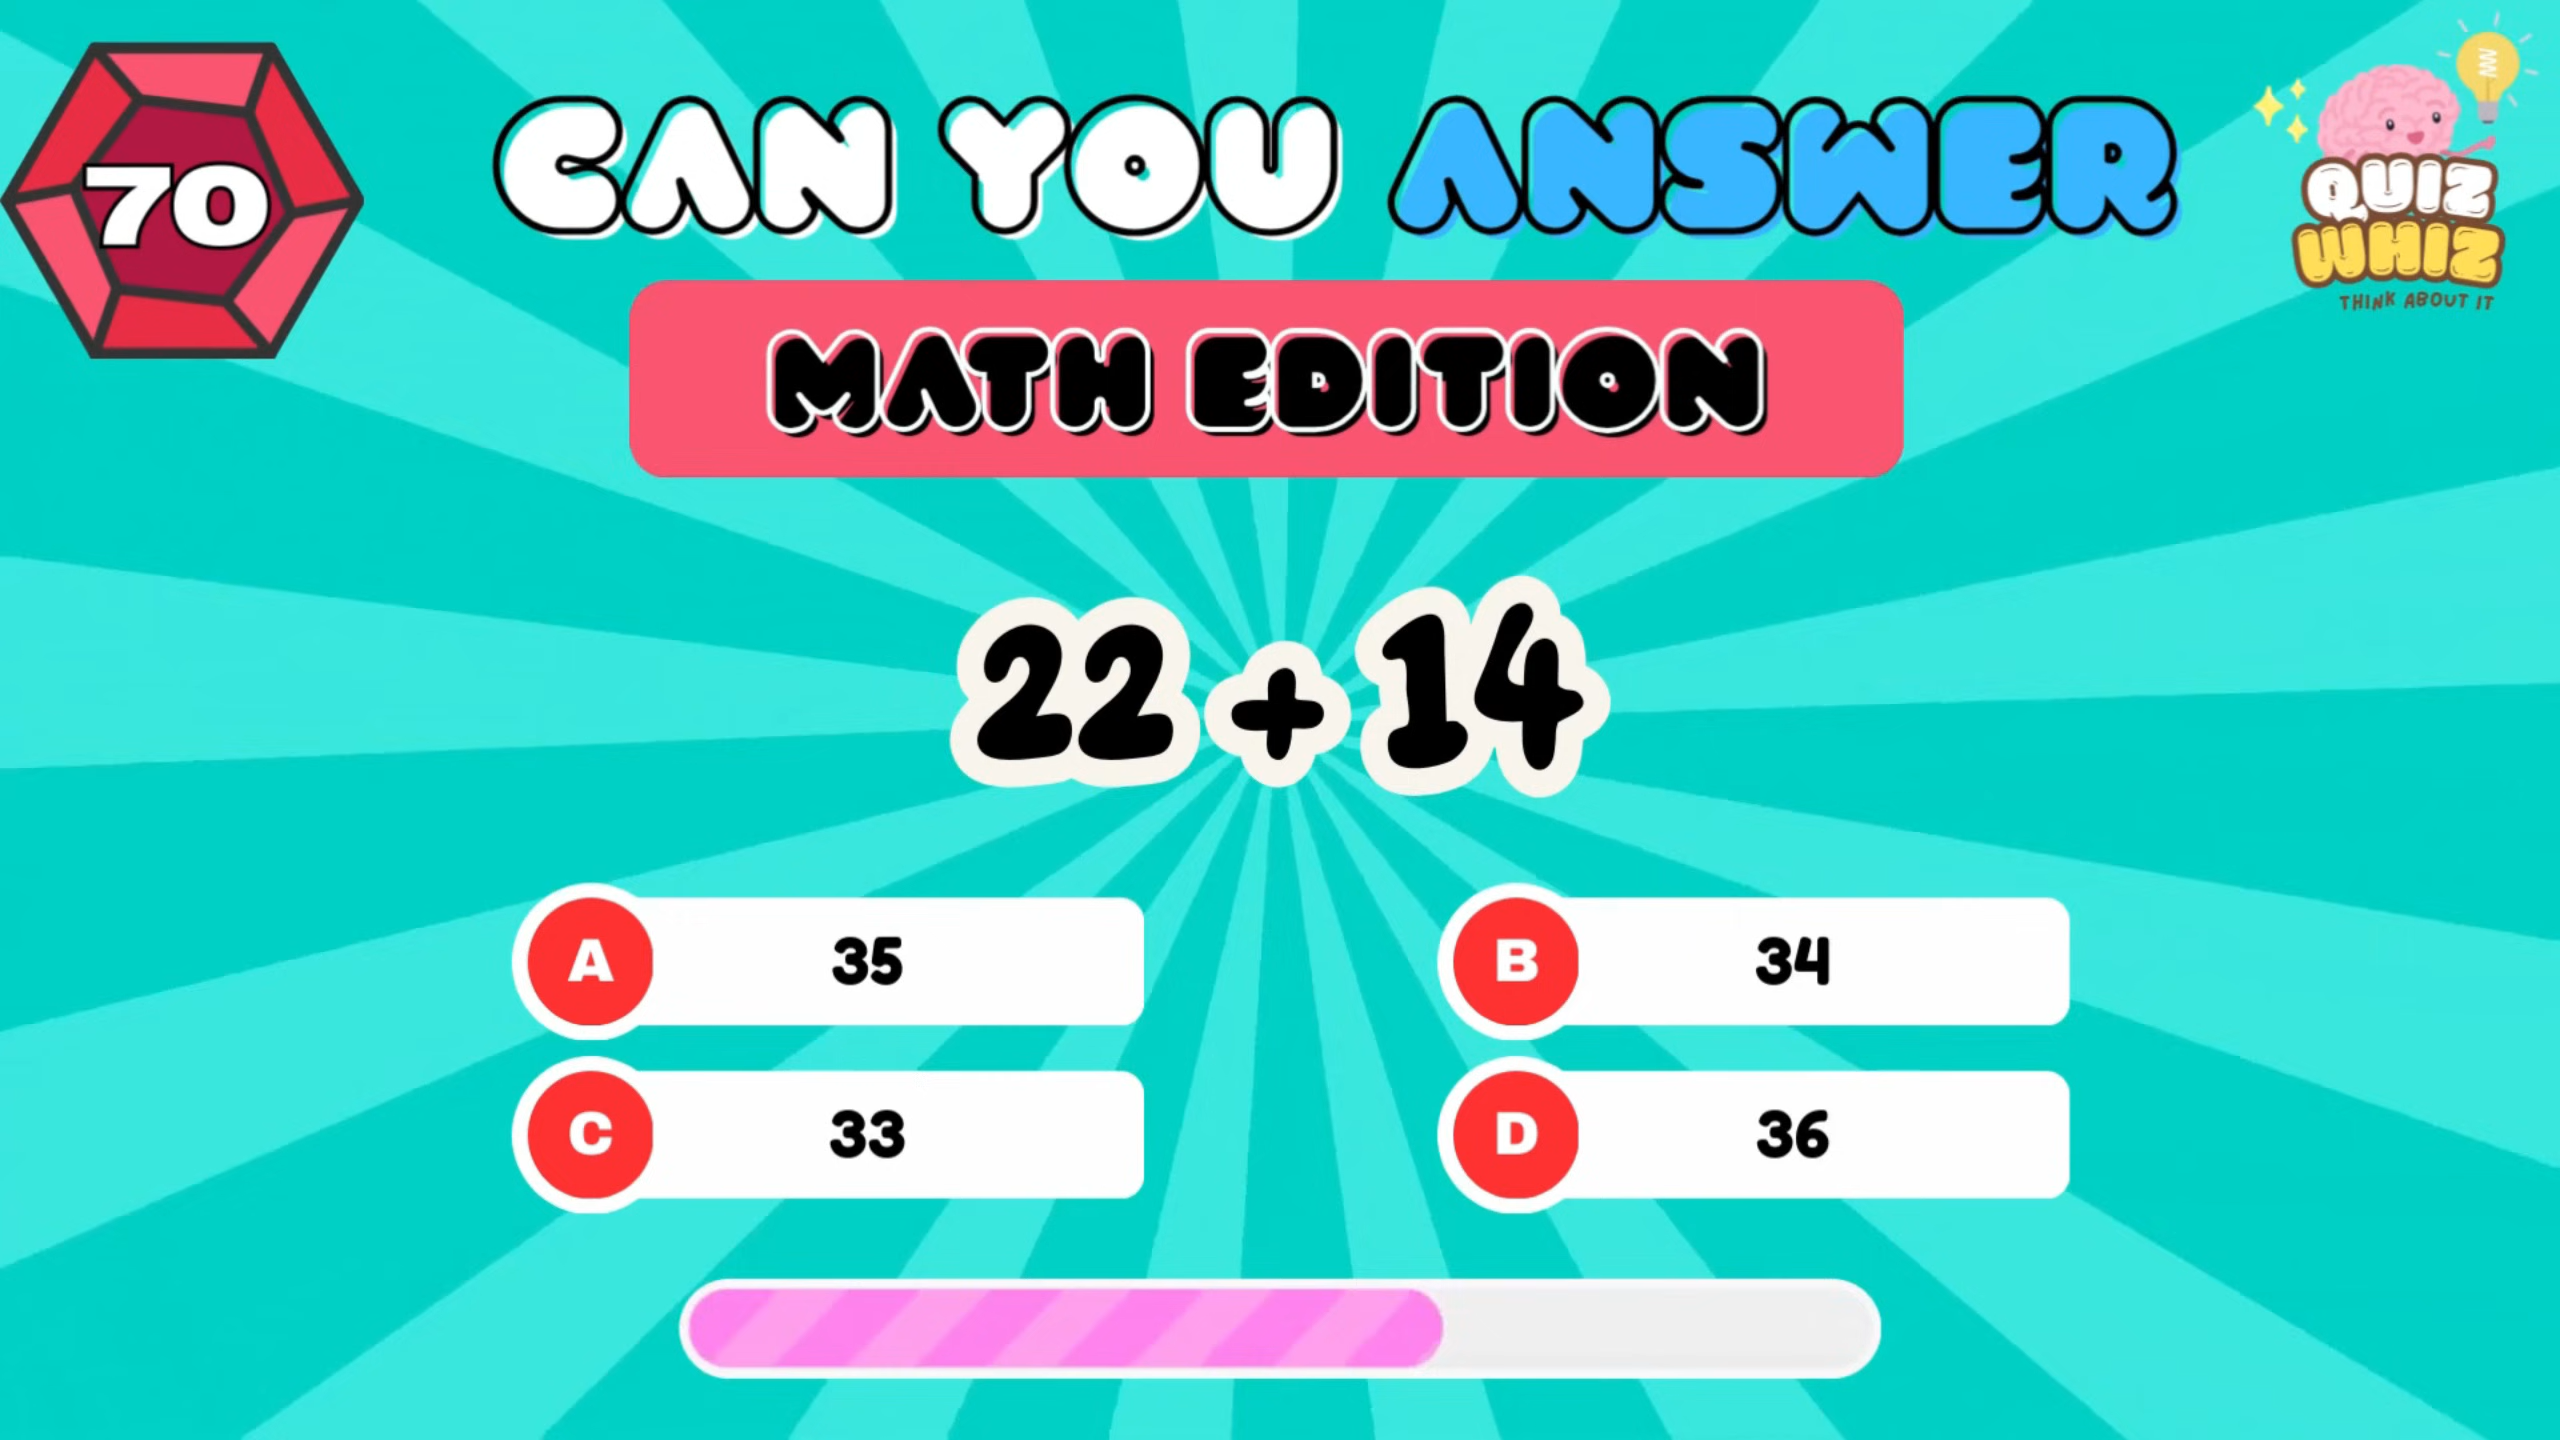 70
CAN YOU ANSWER
QUIZ
WHIZ
THINK ABOUT IT
MATH EDITION
22 + 14
A 35
B 34
C 33
D 36